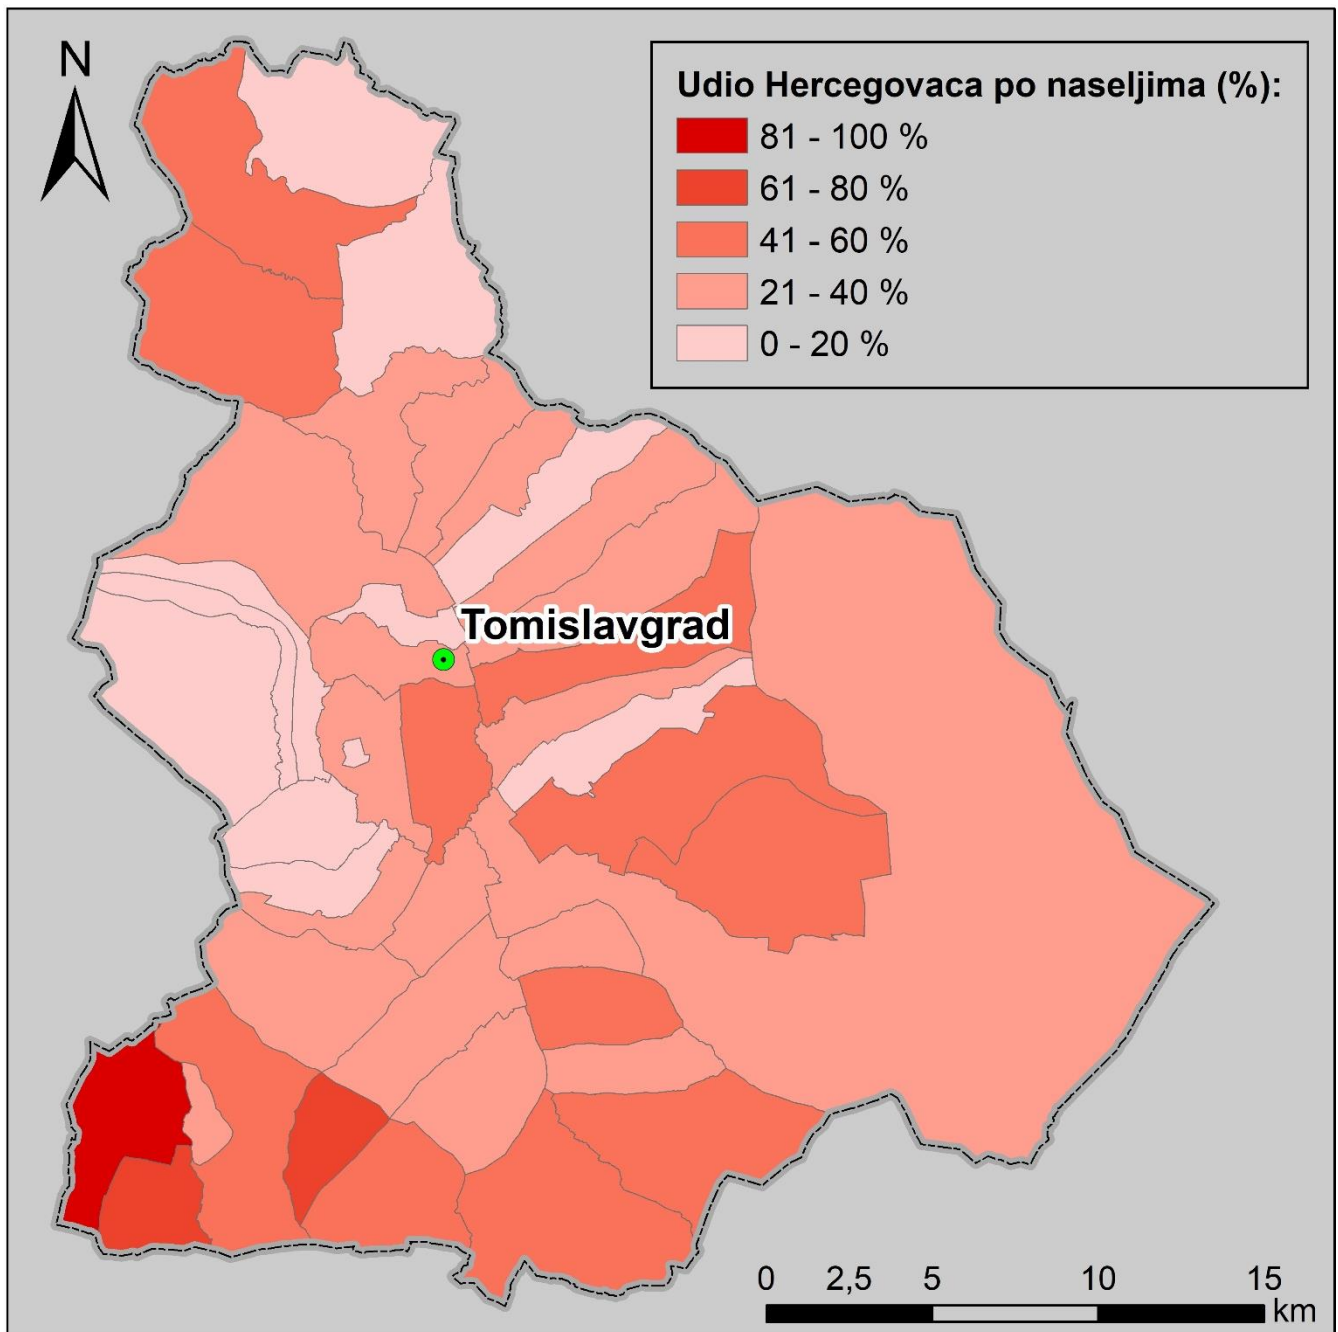 N
Udio Hercegovaca po naseljima (%):
81 - 100 %
61 - 80 %
41 - 60 %
21 - 40 %
0 - 20 %
Tomislavgrad
0 2,5 5 10 15
km